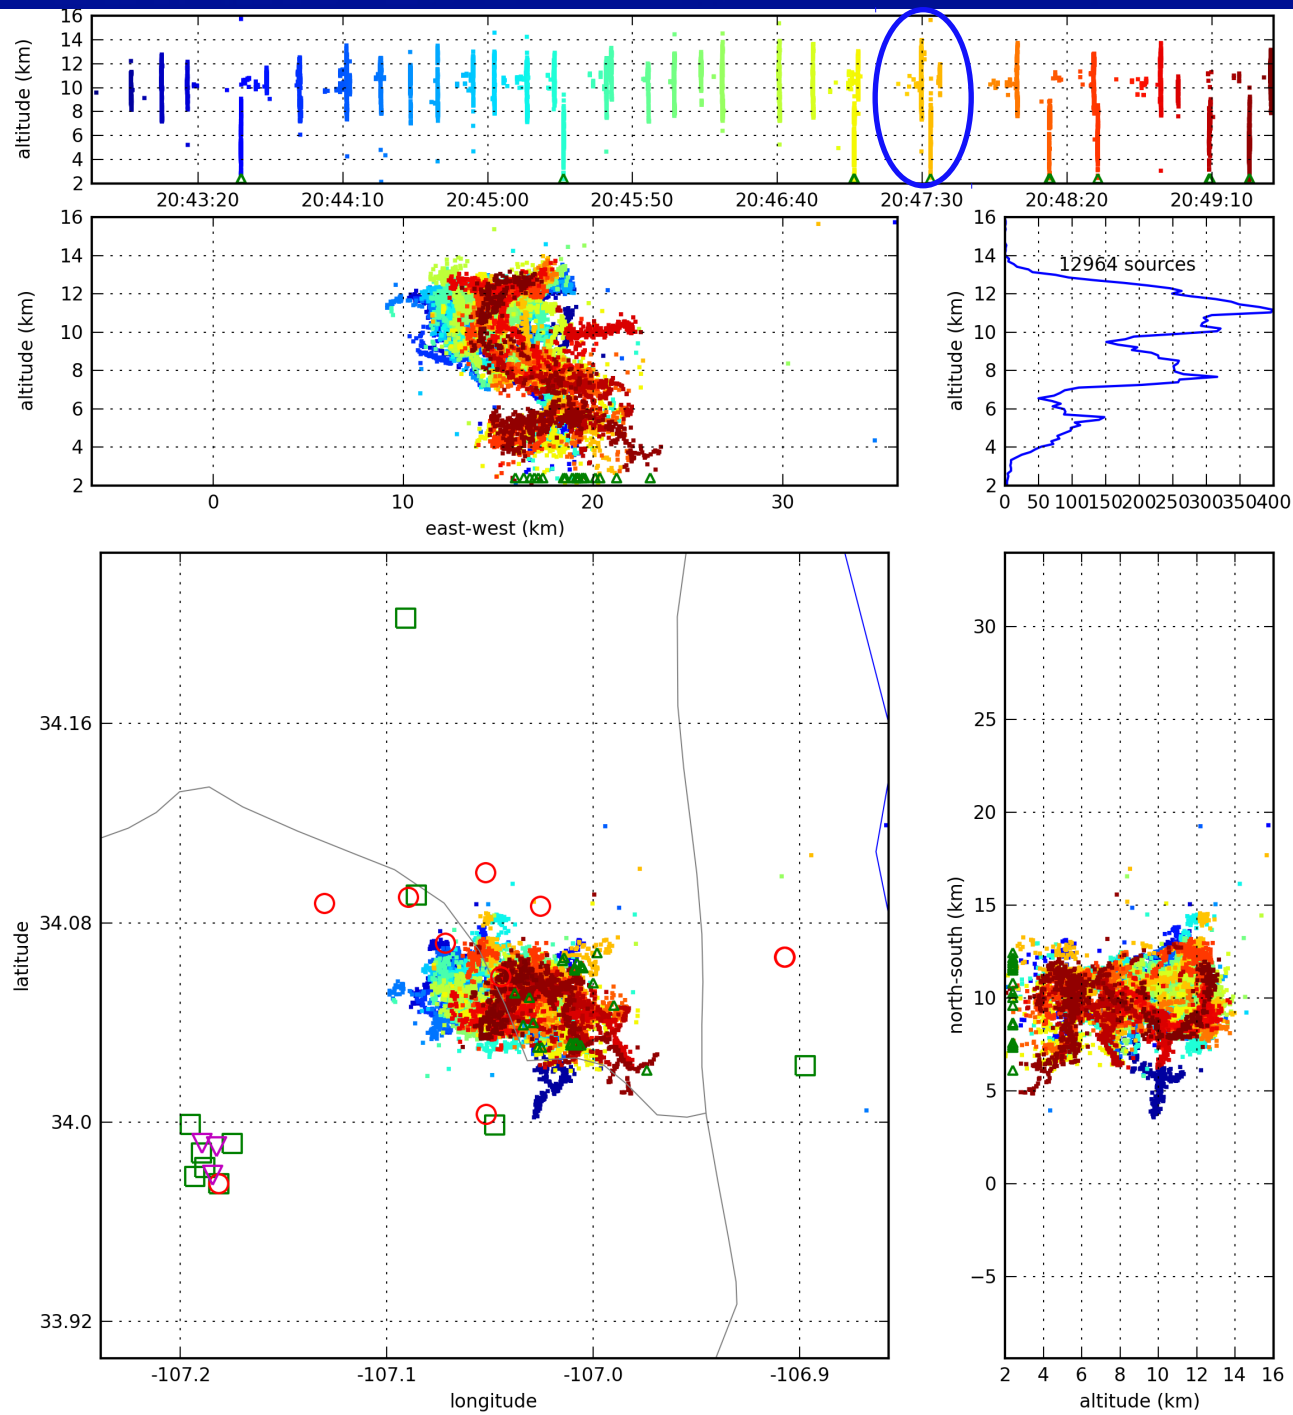 16
14
12
10
8
6
4
2
altitude (km)
20:43:20 20:44:10 20:45:00 20:45:50 20:46:40 20:47:30 20:48:20 20:49:10
16
14
12
10
8
6
4
2
altitude (km)
0 10 20 30
east-west (km)
16
14
12
10
8
6
4
2
altitude (km)
12964 sources
0 50 100 150 200 250 300 350 400
34.16
34.08
34.0
33.92
latitude
-107.2 -107.1 -107.0 -106.9
longitude
30
25
20
15
10
5
0
−5
north-south (km)
2 4 6 8 10 12 14 16
altitude (km)